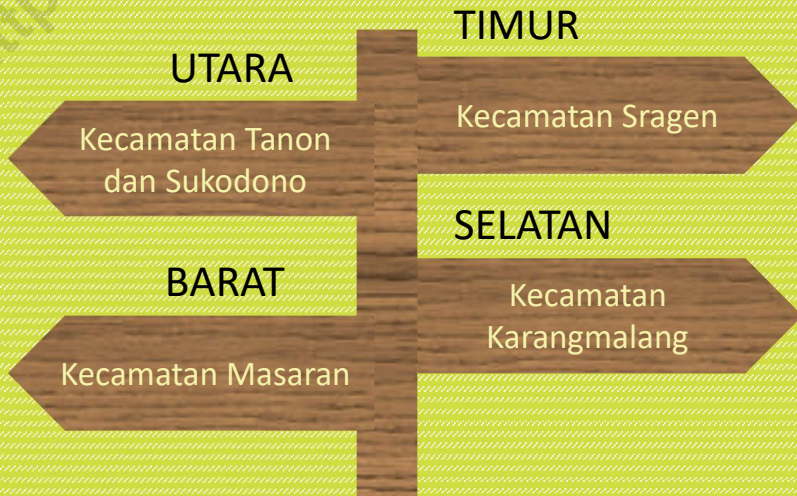 UTARA
Kecamatan Tanon
dan Sukodono
TIMUR
Kecamatan Sragen
BARAT
Kecamatan Masaran
SELATAN
Kecamatan
Karangmalang